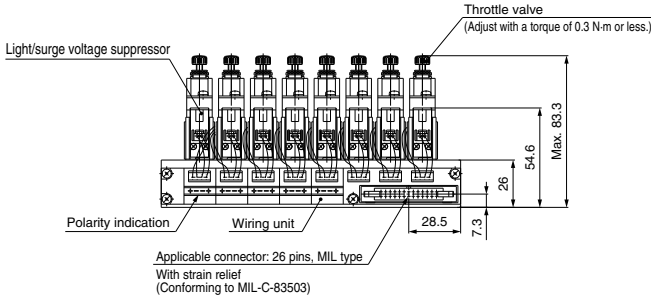 Throttle valve
(Adjust with a torque of 0.3 N·m or less.)
Light/surge voltage suppressor
Max. 83.3
54.6
26
7.3
28.5
Polarity indication
Wiring unit
Applicable connector: 26 pins, MIL type
With strain relief
(Conforming to MIL-C-83503)